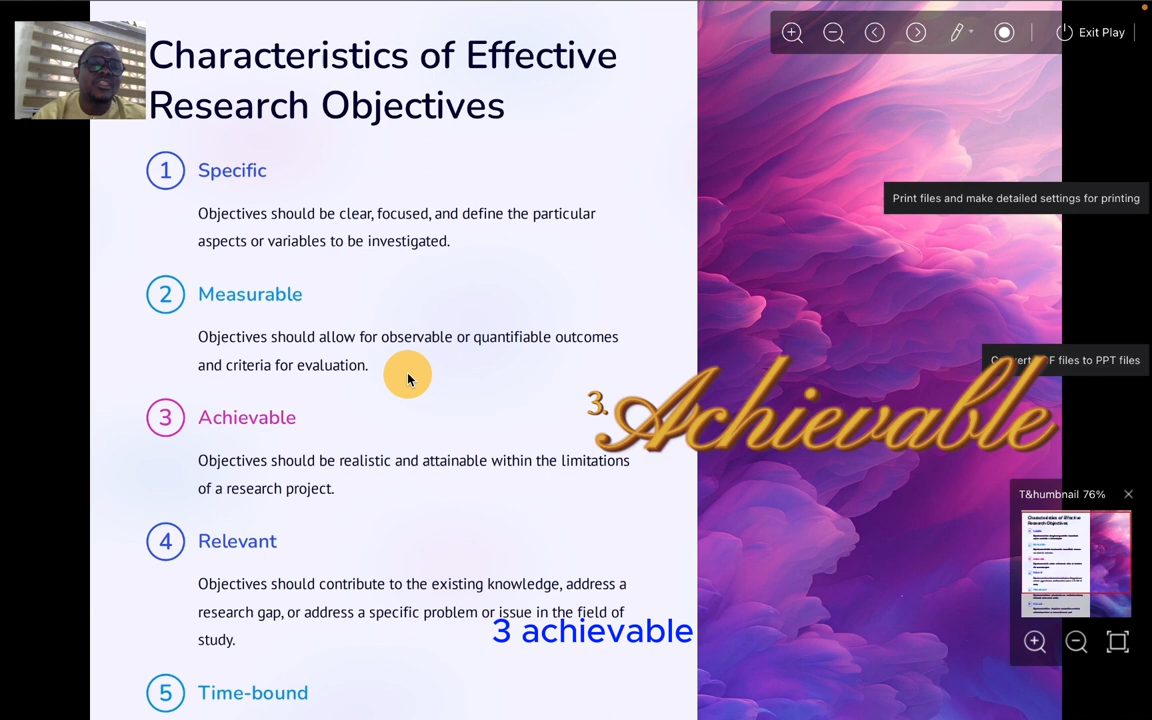 Characteristics of Effective
Research Objectives
1 Specific
Objectives should be clear, focused, and define the particular
aspects or variables to be investigated.
2 Measurable
Objectives should allow for observable or quantifiable outcomes
and criteria for evaluation.
3 Achievable
Objectives should be realistic and attainable within the limitations
of a research project.
4 Relevant
Objectives should contribute to the existing knowledge, address a
research gap, or address a specific problem or issue in the field of
study.
5 Time-bound
3. Achievable
3 achievable
Exit Play
Print files and make detailed settings for printing
F files to PPT files
T&humbnail 76%